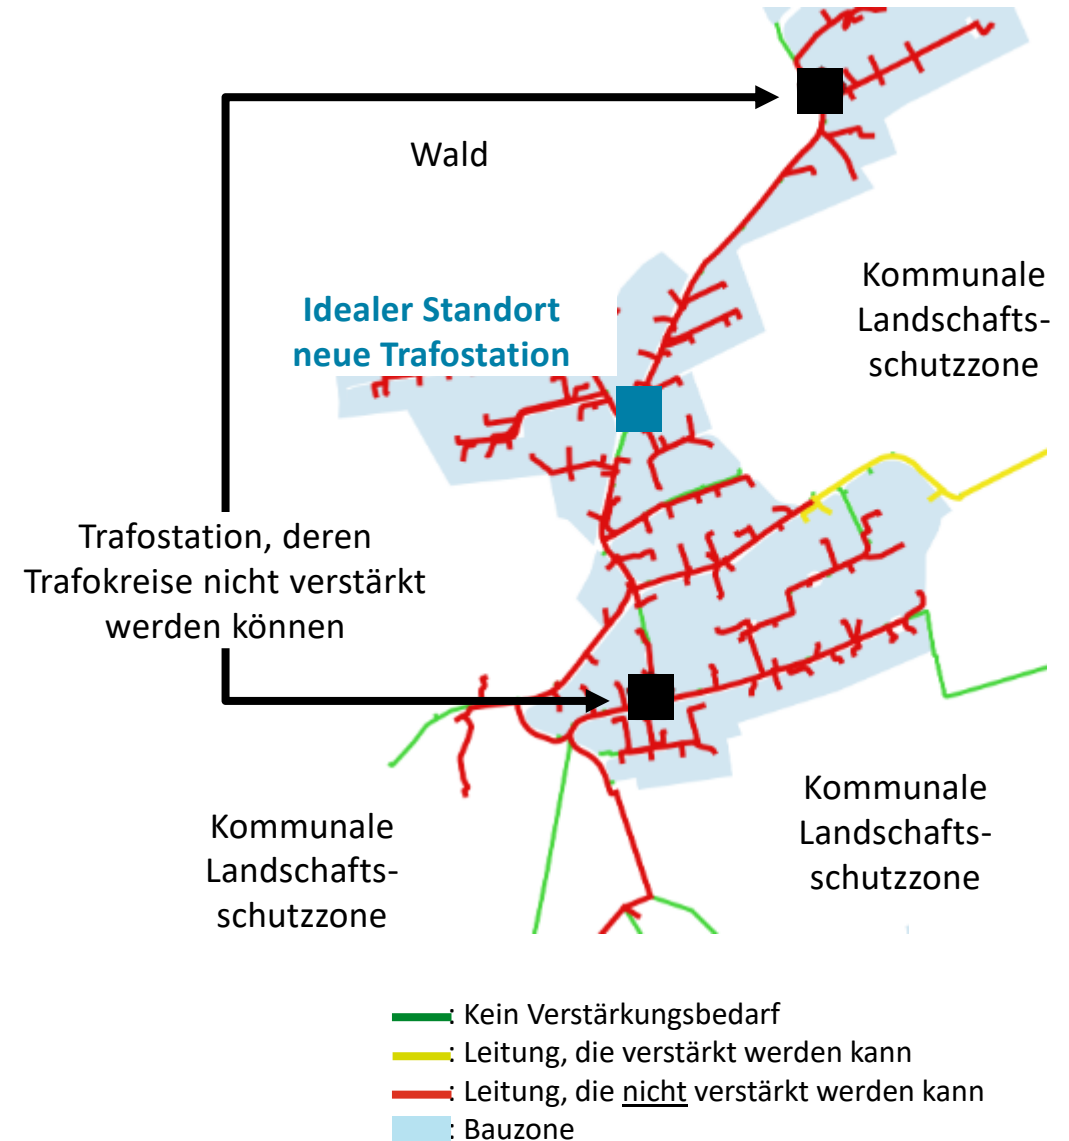 Wald
Kommunale
Landschafts-
schutzzone
Idealer Standort
neue Trafostation
Trafostation, deren
Trafokreise nicht verstärkt
werden können
Kommunale
Landschafts-
schutzzone
Kommunale
Landschafts-
schutzzone
: Kein Verstärkungsbedarf
: Leitung, die verstärkt werden kann
: Leitung, die nicht verstärkt werden kann
: Bauzone